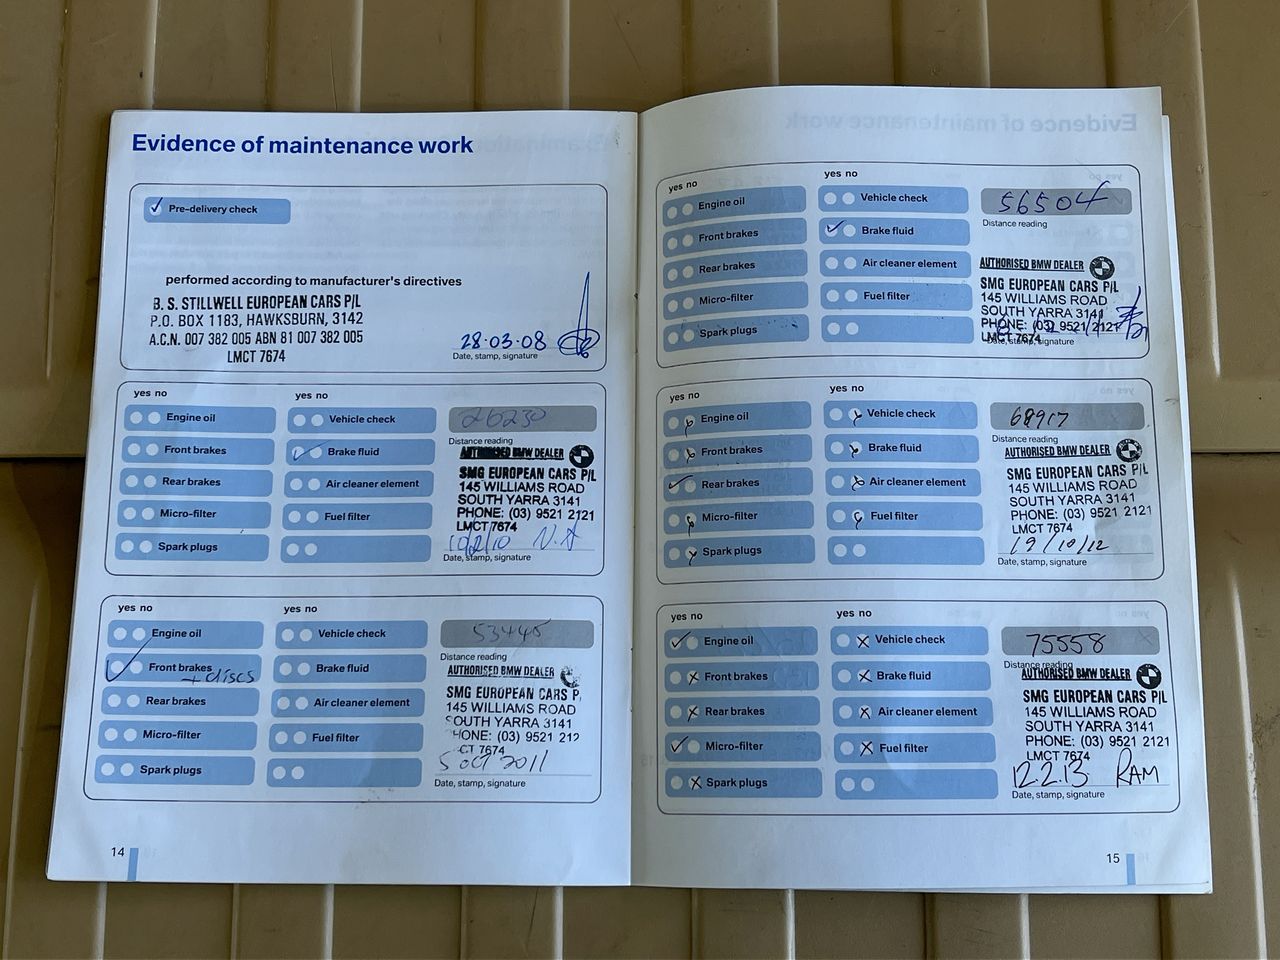 Evidence of maintenance work
✓ Pre-delivery check
performed according to manufacturer's directives
B. S. STILLWELL EUROPEAN CARS P/L
P.O. BOX 1183, HAWKSBURN, 3142
A.C.N. 007 382 005 ABN 81 007 382 005
LMCT 7674
28.03.08
Date, stamp, signature
yes no
Engine oil
Front brakes
Rear brakes
Micro-filter
Spark plugs
yes no
Vehicle check
✓ Brake fluid
Air cleaner element
Fuel filter
26230
Distance reading
AUTHORISED BMW DEALER
SMG EUROPEAN CARS P/L
145 WILLIAMS ROAD
SOUTH YARRA 3141
PHONE: (03) 9521 2121
LMCT 7674
Date, stamp, signature
yes no
Engine oil
✓ Front brakes
+ discs
Rear brakes
Micro-filter
Spark plugs
yes no
Vehicle check
Brake fluid
Air cleaner element
Fuel filter
53445
Distance reading
AUTHORISED BMW DEALER
SMG EUROPEAN CARS P
145 WILLIAMS ROAD
SOUTH YARRA 3141
HONE: (03) 9521 212
CT 7674
5 OCT 2011
Date, stamp, signature
14
yes no
Engine oil
Front brakes
Rear brakes
Micro-filter
Spark plugs
yes no
Vehicle check
✓ Brake fluid
Air cleaner element
Fuel filter
56504
Distance reading
AUTHORISED BMW DEALER
SMG EUROPEAN CARS P/L
145 WILLIAMS ROAD
SOUTH YARRA 3141
PHONE: (03) 9521 2121
LMCT 7674
Date, stamp, signature
yes no
Engine oil
Front brakes
✓ Rear brakes
Micro-filter
Spark plugs
yes no
Vehicle check
Brake fluid
Air cleaner element
Fuel filter
68917
Distance reading
AUTHORISED BMW DEALER
SMG EUROPEAN CARS P/L
145 WILLIAMS ROAD
SOUTH YARRA 3141
PHONE: (03) 9521 2121
LMCT 7674
19/10/12
Date, stamp, signature
yes no
✓ Engine oil
X Front brakes
X Rear brakes
✓ Micro-filter
X Spark plugs
yes no
X Vehicle check
X Brake fluid
X Air cleaner element
X Fuel filter
75558
Distance reading
AUTHORISED BMW DEALER
SMG EUROPEAN CARS P/L
145 WILLIAMS ROAD
SOUTH YARRA 3141
PHONE: (03) 9521 2121
LMCT 7674
12.2.13 RAM
Date, stamp, signature
15